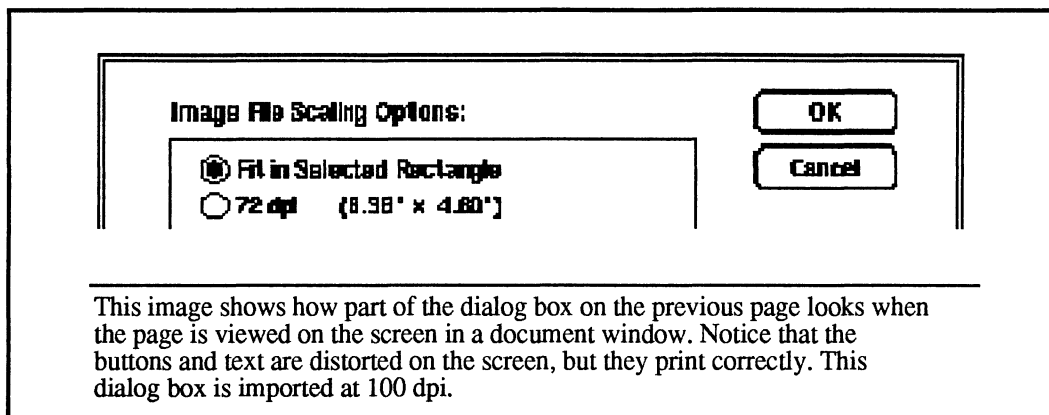 Image File Scaling Options:
OK
Fit in Selected Rectangle
Cancel
72 dpi (6.38" x 4.60")
This image shows how part of the dialog box on the previous page looks when
the page is viewed on the screen in a document window. Notice that the
buttons and text are distorted on the screen, but they print correctly. This
dialog box is imported at 100 dpi.